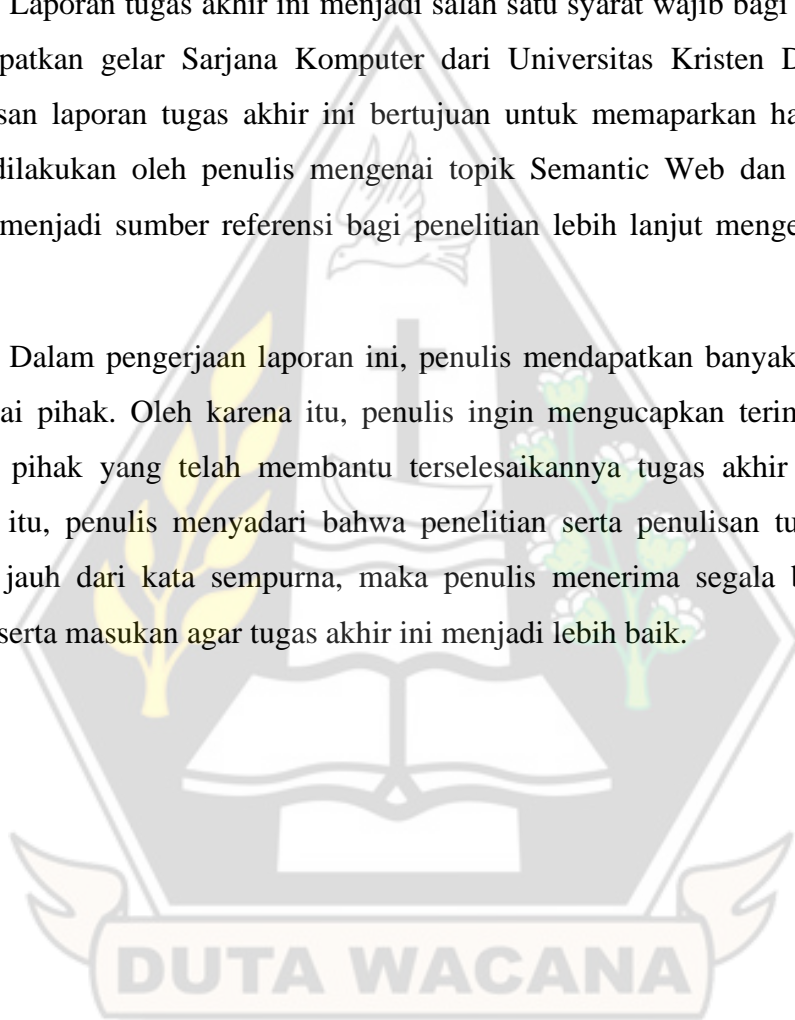 Laporan tugas akhir ini menjadi salah satu syarat wajib bagi
patkan gelar Sarjana Komputer dari Universitas Kristen D
san laporan tugas akhir ini bertujuan untuk memaparkan ha
dilakukan oleh penulis mengenai topik Semantic Web dan
menjadi sumber referensi bagi penelitian lebih lanjut menge
Dalam pengerjaan laporan ini, penulis mendapatkan banyak
ai pihak. Oleh karena itu, penulis ingin mengucapkan terin
pihak yang telah membantu terselesaikannya tugas akhir
itu, penulis menyadari bahwa penelitian serta penulisan tu
jauh dari kata sempurna, maka penulis menerima segala b
serta masukan agar tugas akhir ini menjadi lebih baik.
DUTA WACANA